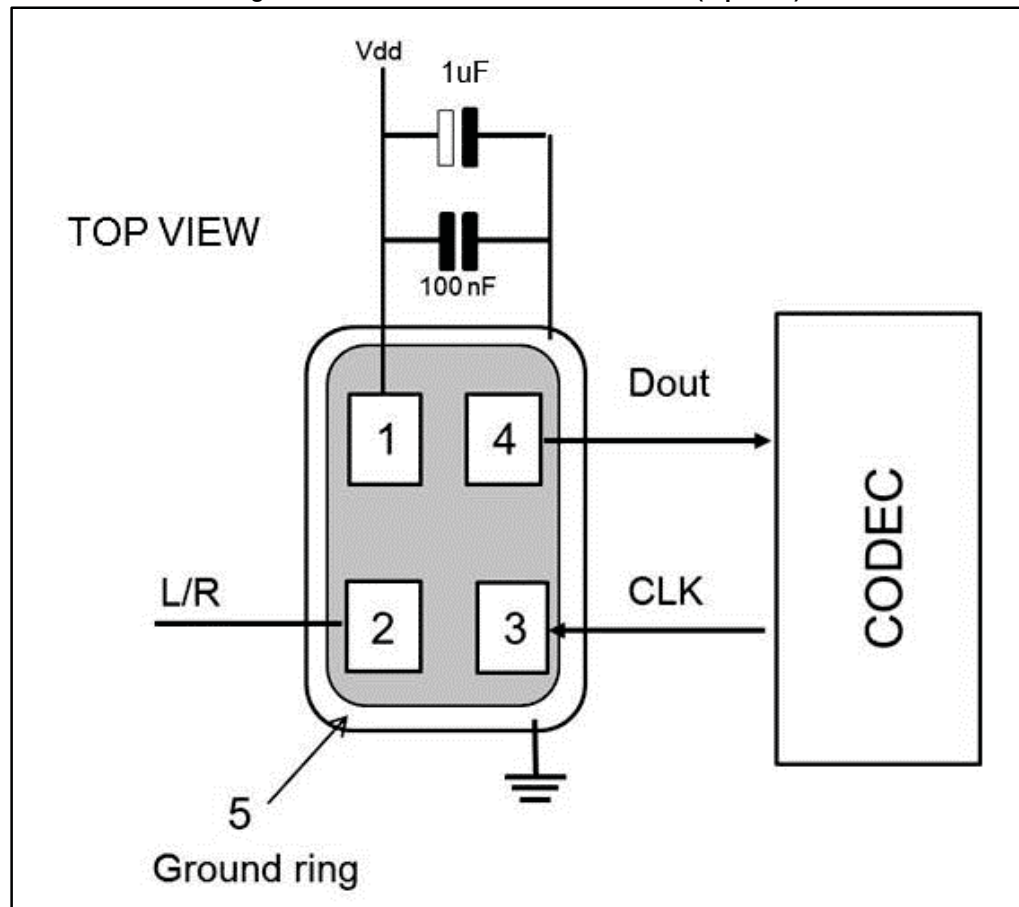 Vdd
1uF
TOP VIEW
100 nF
1
4
Dout
CODEC
L/R
2
3
CLK
5
Ground ring